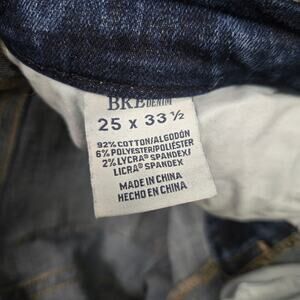 BKE DENIM
25 x 33 ½
92% COTTON/ALGODÓN
6% POLYESTER/POLIÉSTER
2% LYCRA® SPANDEX/
LICRA® SPANDEX
MADE IN CHINA
HECHO EN CHINA